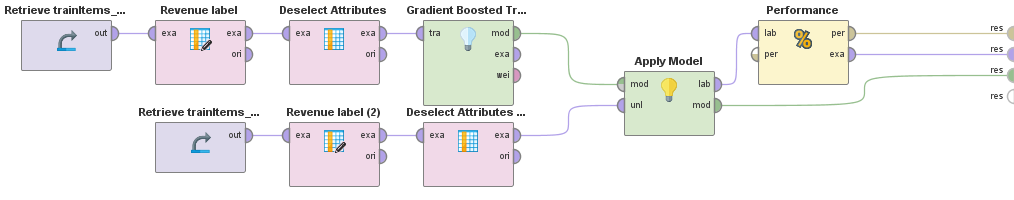 Retrieve trainItems_...
out
Revenue label
exa
exa
ori
Deselect Attributes
exa
exa
ori
Gradient Boosted Tr...
tra
mod
exa
wei
Apply Model
mod
unl
lab
mod
Performance
lab
per
per
exa
res
res
res
res
Retrieve trainItems_...
out
Revenue label (2)
exa
exa
ori
Deselect Attributes ...
exa
exa
ori